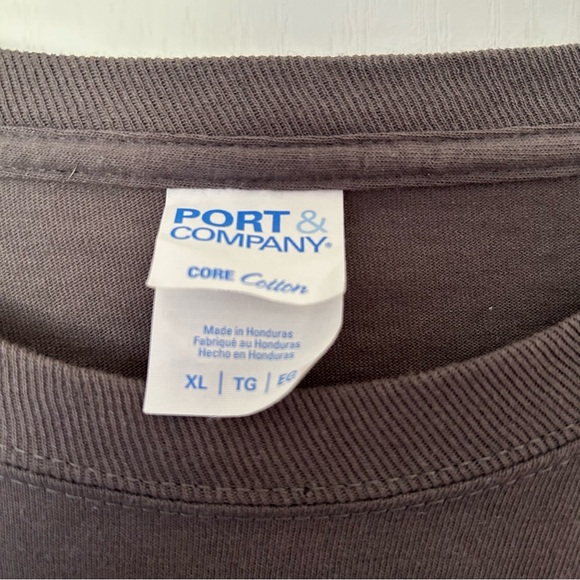 PORT &
COMPANY®
CORE Cotton
Made in Honduras
Fabriqué au Honduras
Hecho en Honduras
XL | TG | EG